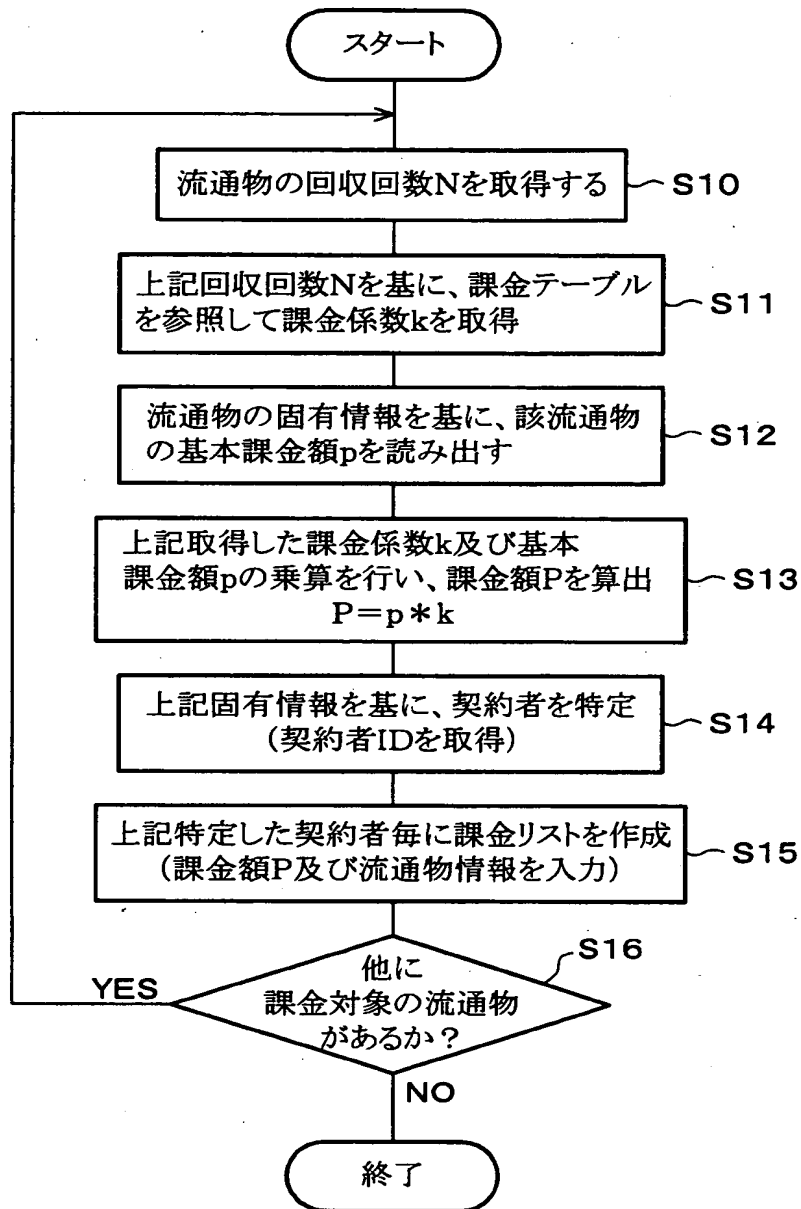 スタート
流通物の回収回数Nを取得する
S10
上記回収回数Nを基に、課金テーブル
を参照して課金係数kを取得
S11
流通物の固有情報を基に、該流通物
の基本課金額pを読み出す
S12
上記取得した課金係数k及び基本
課金額pの乗算を行い、課金額Pを算出
P=p*k
S13
上記固有情報を基に、契約者を特定
(契約者IDを取得)
S14
上記特定した契約者毎に課金リストを作成
(課金額P及び流通物情報を入力)
S15
S16
他に
課金対象の流通物
があるか?
YES
NO
終了